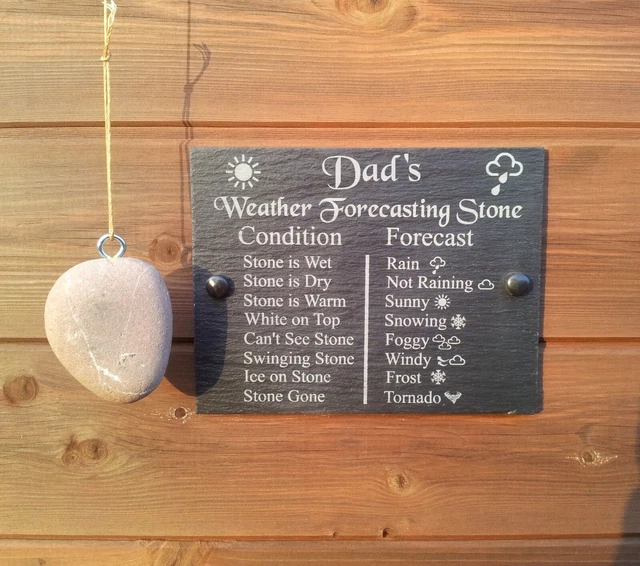 Dad's
Weather Forecasting Stone
Condition Forecast
Stone is Wet Rain
Stone is Dry Not Raining
Stone is Warm Sunny
White on Top Snowing
Can't See Stone Foggy
Swinging Stone Windy
Ice on Stone Frost
Stone Gone Tornado